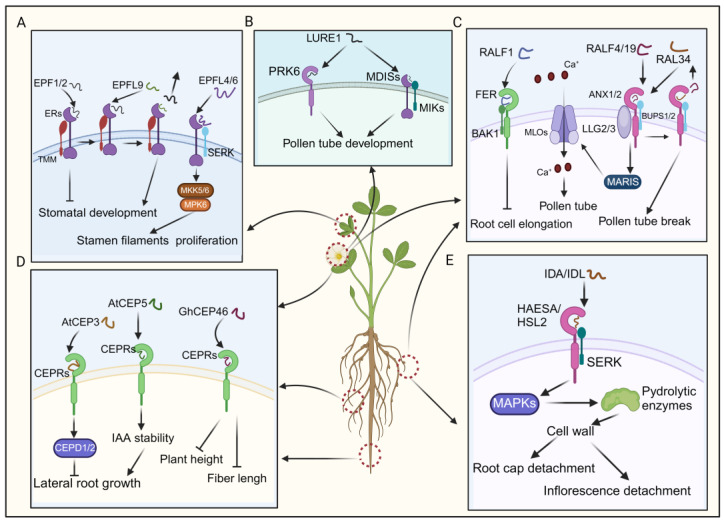 A
EPF1/2
EPFL9
EPFL4/6
ERs
TMM
SERK
MKK5/6
MPK6
Stomatal development
Stamen filaments proliferation
B
LURE1
PRK6
MDISs
MIKs
Pollen tube development
C
RALF1
Ca⁺
RALF4/19
RAL34
FER
ANX1/2
BUPS1/2
BAK1
MLOs
LLG2/3
Ca⁺
MARIS
Pollen tube
Root cell elongation
Pollen tube break
D
AtCEP5
AtCEP3
GhCEP46
CEPRs
CEPRs
CEPRs
CEPD1/2
IAA stability
Plant height
Lateral root growth
Fiber lengh
E
IDA/IDL
HAESA/
HSL2
SERK
MAPKs
Pydrolytic
enzymes
Cell wall
Root cap detachment
Inflorescence detachment